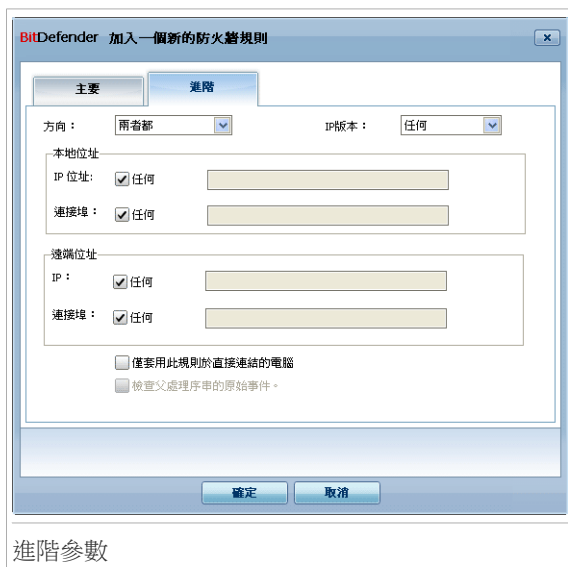 BitDefender 加入一個新的防火牆規則
主要 進階
方向： 兩者都 IP版本： 任何
本地位址
IP 位址: 任何
連接埠： 任何
遠端位址
IP： 任何
連接埠： 任何
僅套用此規則於直接連結的電腦
檢查父處理序串的原始事件。
確定 取消
進階參數